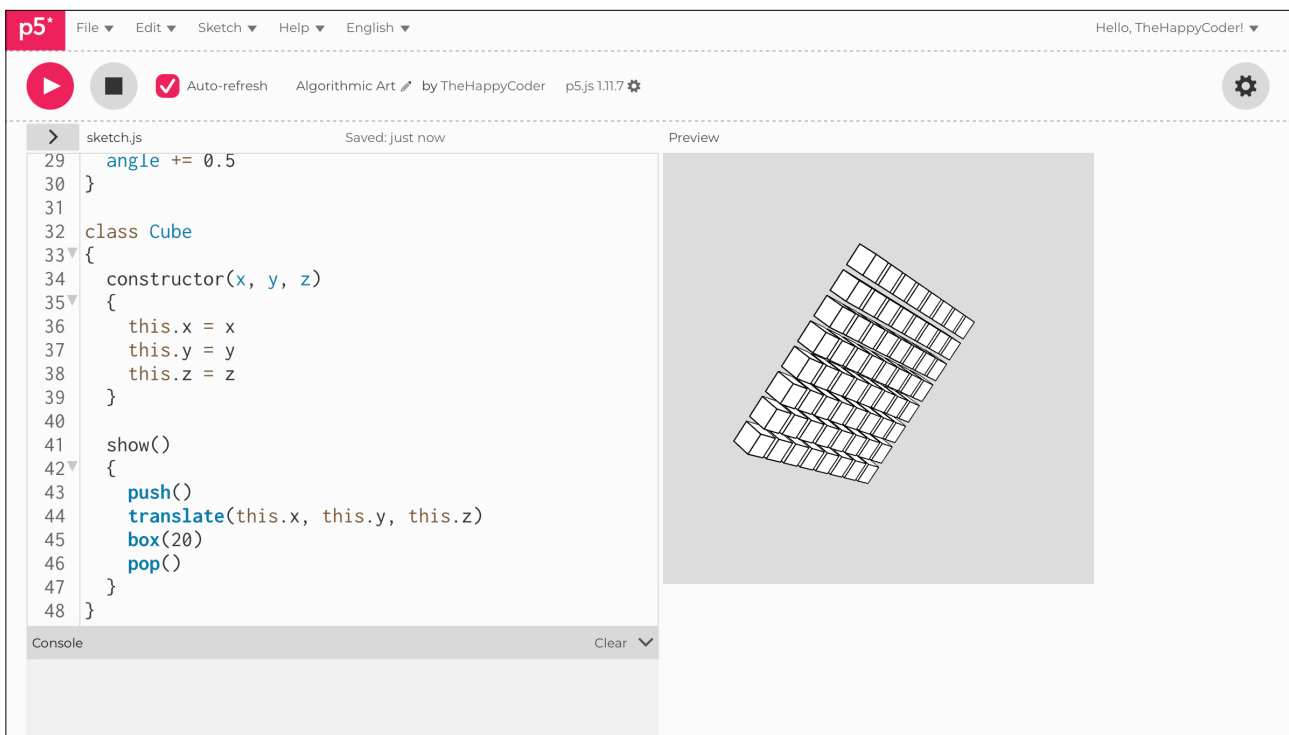 p5* File Edit Sketch Help English Hello, TheHappyCoder!
Auto-refresh Algorithmic Art by TheHappyCoder p5.js 1.11.7
sketch.js Saved: just now Preview
29   angle += 0.5
30 }
31
32 class Cube
33 {
34   constructor(x, y, z)
35   {
36     this.x = x
37     this.y = y
38     this.z = z
39   }
40
41   show()
42   {
43     push()
44     translate(this.x, this.y, this.z)
45     box(20)
46     pop()
47   }
48 }
Console Clear